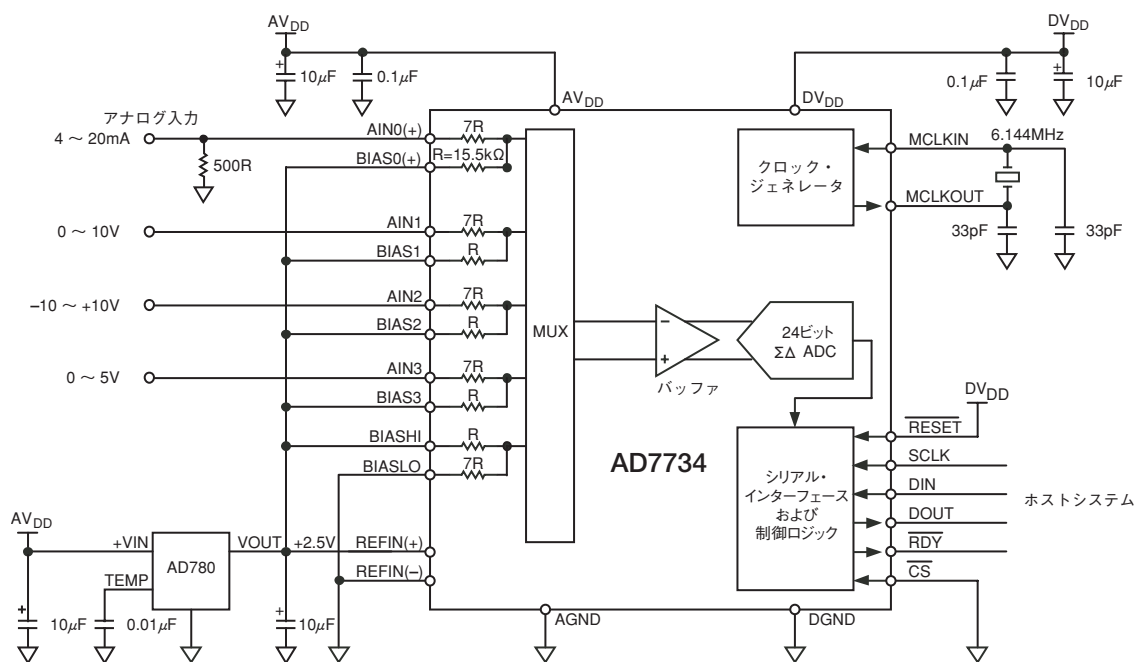 AVDD
DVDD
+
10μF
0.1μF
0.1μF
+
10μF
AVDD
DVDD
アナログ入力
4 ~ 20mA
500R
AIN0(+)
7R
BIAS0(+)
R=15.5kΩ
クロック・
ジェネレータ
MCLKIN
6.144MHz
MCLKOUT
33pF
33pF
0 ~ 10V
AIN1
7R
BIAS1
R
–10 ~ +10V
AIN2
7R
BIAS2
R
MUX
–
+
バッファ
24ビット
ΣΔ ADC
0 ~ 5V
AIN3
7R
BIAS3
R
BIASHI
R
BIASLO
7R
AD7734
シリアル・
インターフェース
および
制御ロジック
DVDD
RESET
SCLK
DIN
DOUT
RDY
CS
ホストシステム
AVDD
+VIN
AD780
VOUT
+2.5V
REFIN(+)
TEMP
REFIN(–)
+
10μF
0.01μF
+
10μF
AGND
DGND